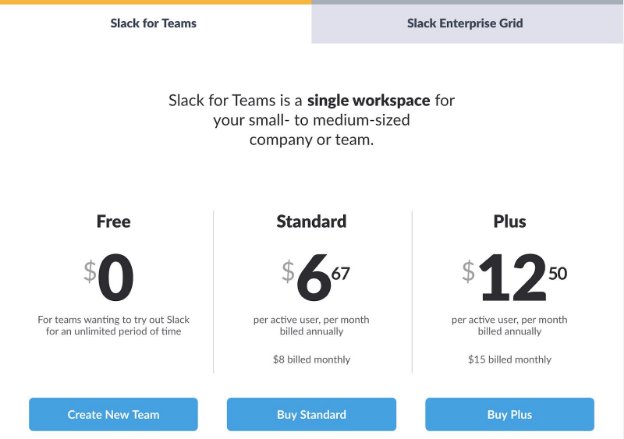 Slack for Teams
Slack Enterprise Grid
Slack for Teams is a single workspace for
your small- to medium-sized
company or team.
Free
$0
For teams wanting to try out Slack
for an unlimited period of time
Create New Team
Standard
$6 67
per active user, per month
billed annually
$8 billed monthly
Buy Standard
Plus
$12 50
per active user, per month
billed annually
$15 billed monthly
Buy Plus